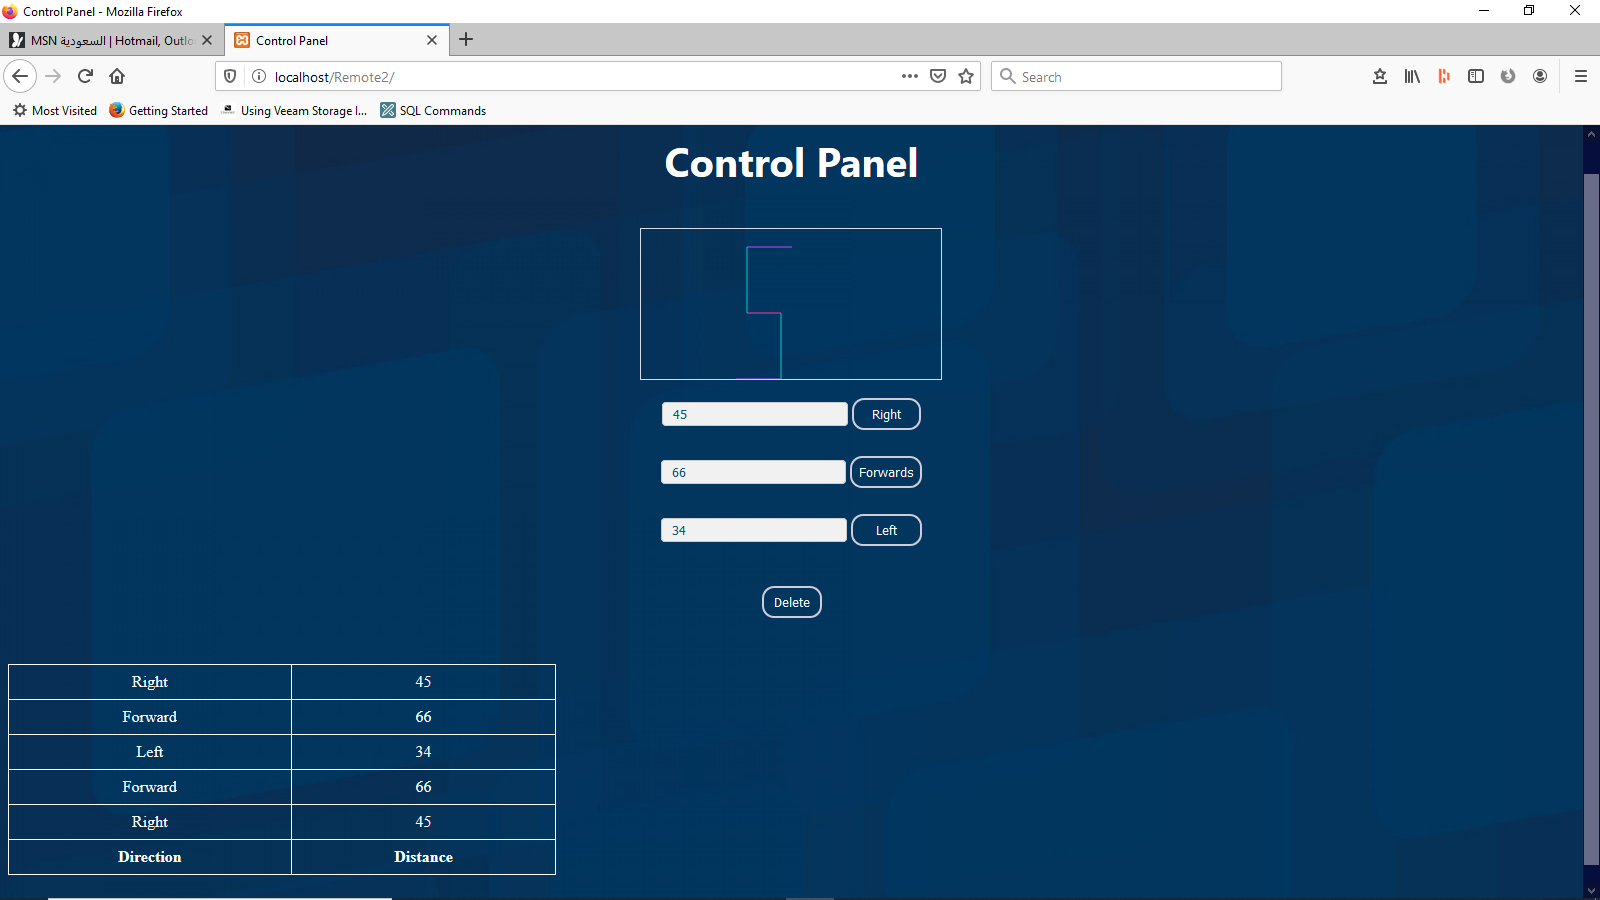 Control Panel - Mozilla Firefox
MSN السعودية | Hotmail, Outlo
Control Panel
localhost/Remote2/
Search
Most Visited
Getting Started
Using Veeam Storage I...
SQL Commands
Control Panel
45 Right
66 Forwards
34 Left
Delete
Right 45
Forward 66
Left 34
Forward 66
Right 45
Direction Distance